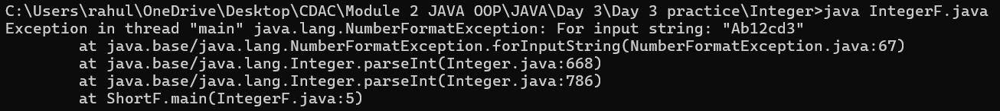 C:\Users\rahul\OneDrive\Desktop\CDAC\Module 2 JAVA OOP\JAVA\Day 3\Day 3 practice\Integer>java IntegerF.java
Exception in thread "main" java.lang.NumberFormatException: For input string: "Ab12cd3"
        at java.base/java.lang.NumberFormatException.forInputString(NumberFormatException.java:67)
        at java.base/java.lang.Integer.parseInt(Integer.java:668)
        at java.base/java.lang.Integer.parseInt(Integer.java:786)
        at ShortF.main(IntegerF.java:5)